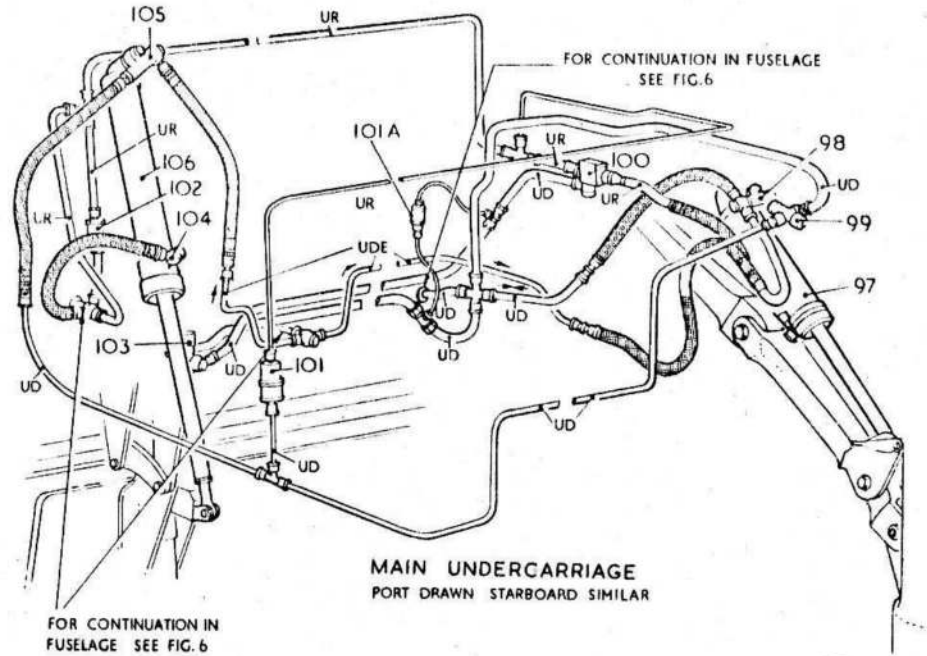 105
UR
FOR CONTINUATION IN FUSELAGE
SEE FIG.6
101A
UR
100
98
UR
106
UD
UR
UD
102
UR
99
UR
104
UDE
97
UD
UD
103
UD
101
UD
UD
UD
UD
MAIN UNDERCARRIAGE
PORT DRAWN STARBOARD SIMILAR
FOR CONTINUATION IN
FUSELAGE SEE FIG. 6